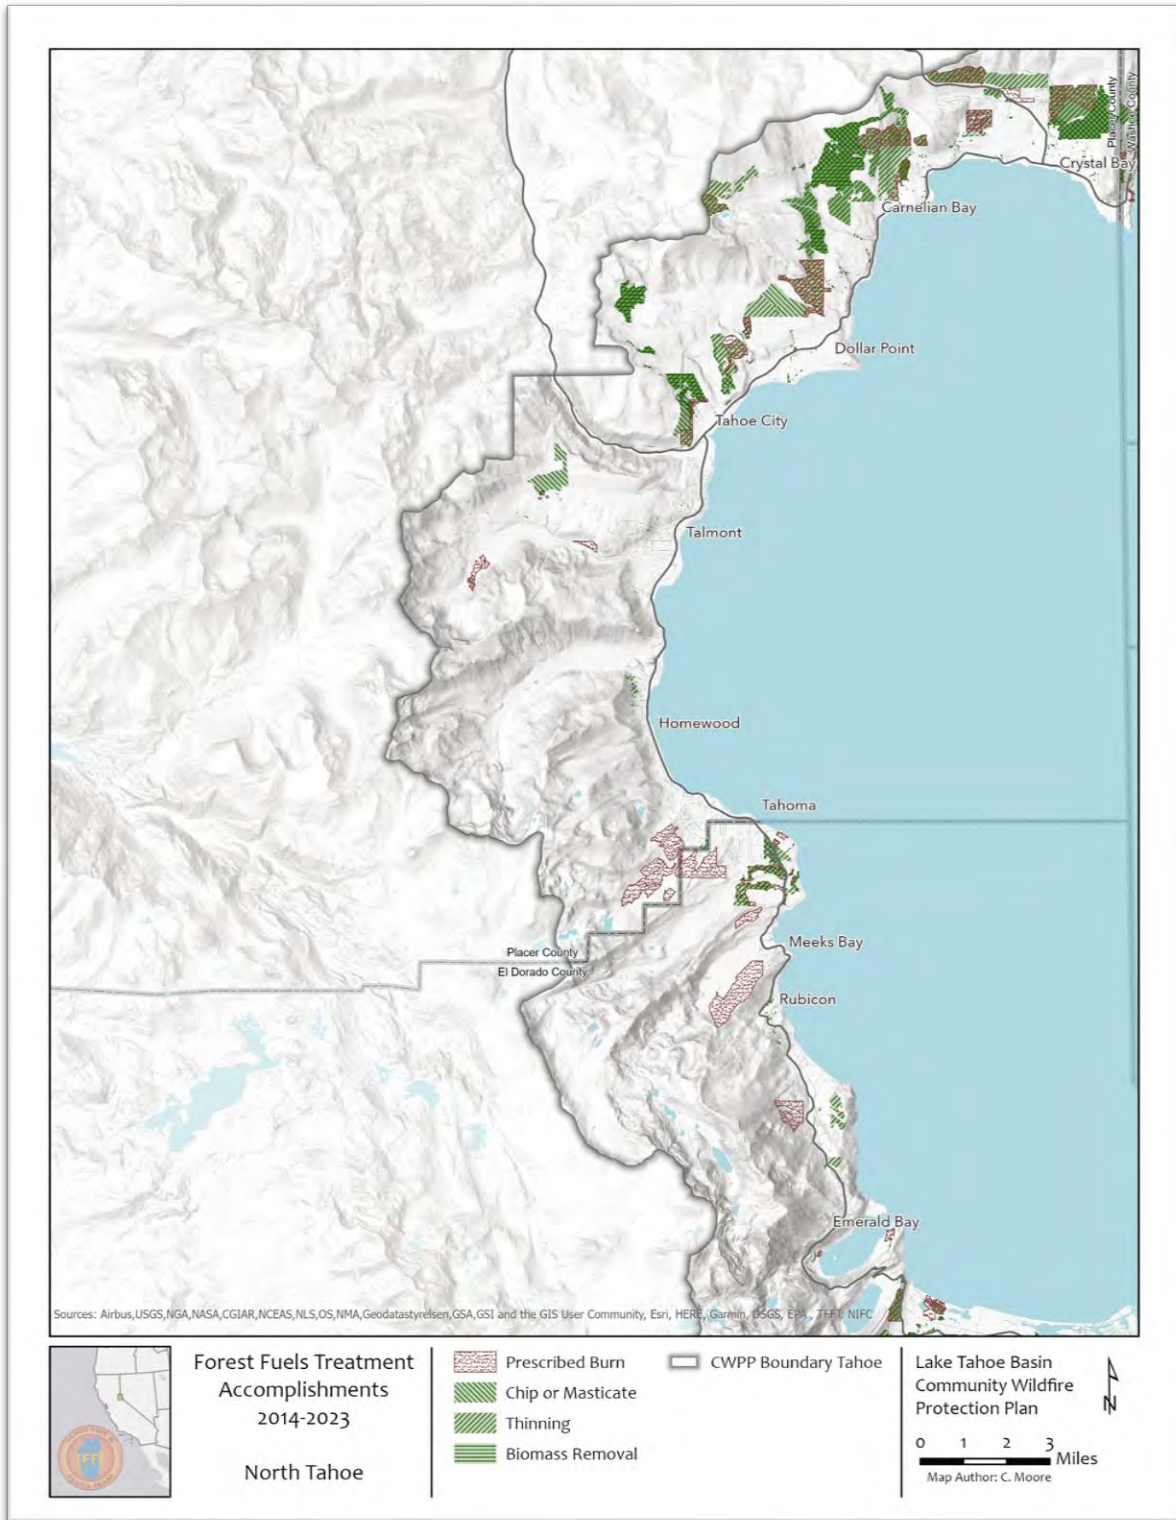 Placer County
Washoe County
Crystal Bay
Carnelian Bay
Dollar Point
Tahoe City
Talmont
Homewood
Tahoma
Meeks Bay
Placer County
El Dorado County
Rubicon
Emerald Bay
Sources: Airbus,USGS,NGA,NASA,CGIAR,NCEAS,NLS,OS,NMA,Geodatastyrelsen,GSA,GSI and the GIS User Community, Esri, HERE, Garmin, USGS, EPA, TFFT, NIFC
Forest Fuels Treatment
Accomplishments
2014-2023
North Tahoe
TFFT
Prescribed Burn
Chip or Masticate
Thinning
Biomass Removal
CWPP Boundary Tahoe
Lake Tahoe Basin
Community Wildfire
Protection Plan
N
0 1 2 3
Miles
Map Author: C. Moore